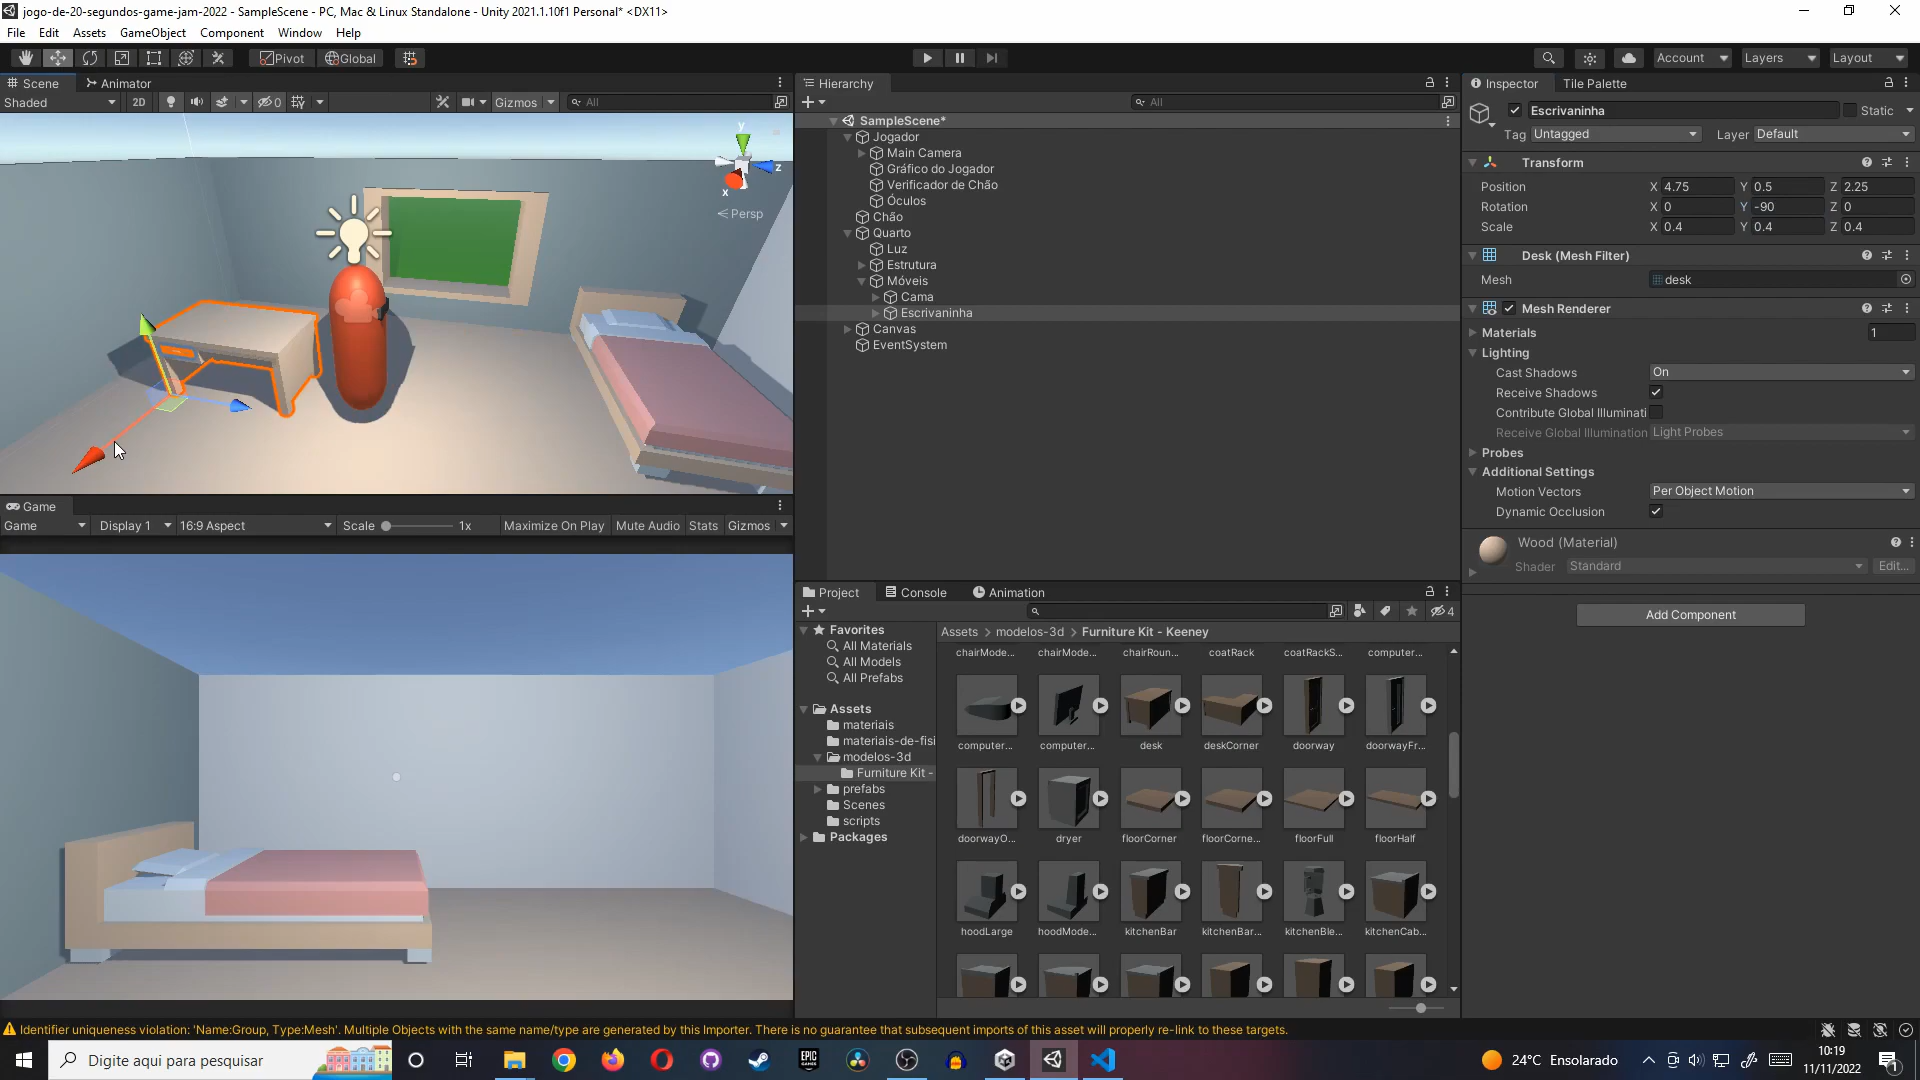 jogo-de-20-segundos-game-jam-2022 - SampleScene - PC, Mac & Linux Standalone - Unity 2021.1.10f1 Personal* <DX11>
File Edit Assets GameObject Component Window Help
Pivot Global Account Layers Layout
Scene Animator
Shaded 2D 0 Gizmos All
y
z
x
Persp
Game
Game Display 1 16:9 Aspect Scale 1x Maximize On Play Mute Audio Stats Gizmos
Hierarchy
All
SampleScene*
Jogador
Main Camera
Gráfico do Jogador
Verificador de Chão
Óculos
Chão
Quarto
Luz
Estrutura
Móveis
Cama
Escrivaninha
Canvas
EventSystem
Project Console Animation
4
Favorites
All Materials
All Models
All Prefabs
Assets
materiais
materiais-de-fisi
modelos-3d
Furniture Kit -
prefabs
Scenes
scripts
Packages
Assets > modelos-3d > Furniture Kit - Keeney
chairMode... chairMode... chairRoun... coatRack coatRackS... computer...
computer... computer... desk deskCorner doorway doorwayFr...
doorwayO... dryer floorCorner floorCorne... floorFull floorHalf
hoodLarge hoodMode... kitchenBar kitchenBar... kitchenBle... kitchenCab...
Inspector Tile Palette
Escrivaninha Static
Tag Untagged Layer Default
Transform
Position X 4.75 Y 0.5 Z 2.25
Rotation X 0 Y -90 Z 0
Scale X 0.4 Y 0.4 Z 0.4
Desk (Mesh Filter)
Mesh desk
Mesh Renderer
Materials 1
Lighting
Cast Shadows On
Receive Shadows
Contribute Global Illuminati
Receive Global Illumination Light Probes
Probes
Additional Settings
Motion Vectors Per Object Motion
Dynamic Occlusion
Wood (Material)
Shader Standard Edit...
Add Component
Identifier uniqueness violation: 'Name:Group, Type:Mesh'. Multiple Objects with the same name/type are generated by this Importer. There is no guarantee that subsequent imports of this asset will properly re-link to these targets.
Digite aqui para pesquisar
EPIC GAMES
24°C Ensolarado
10:19
11/11/2022
1